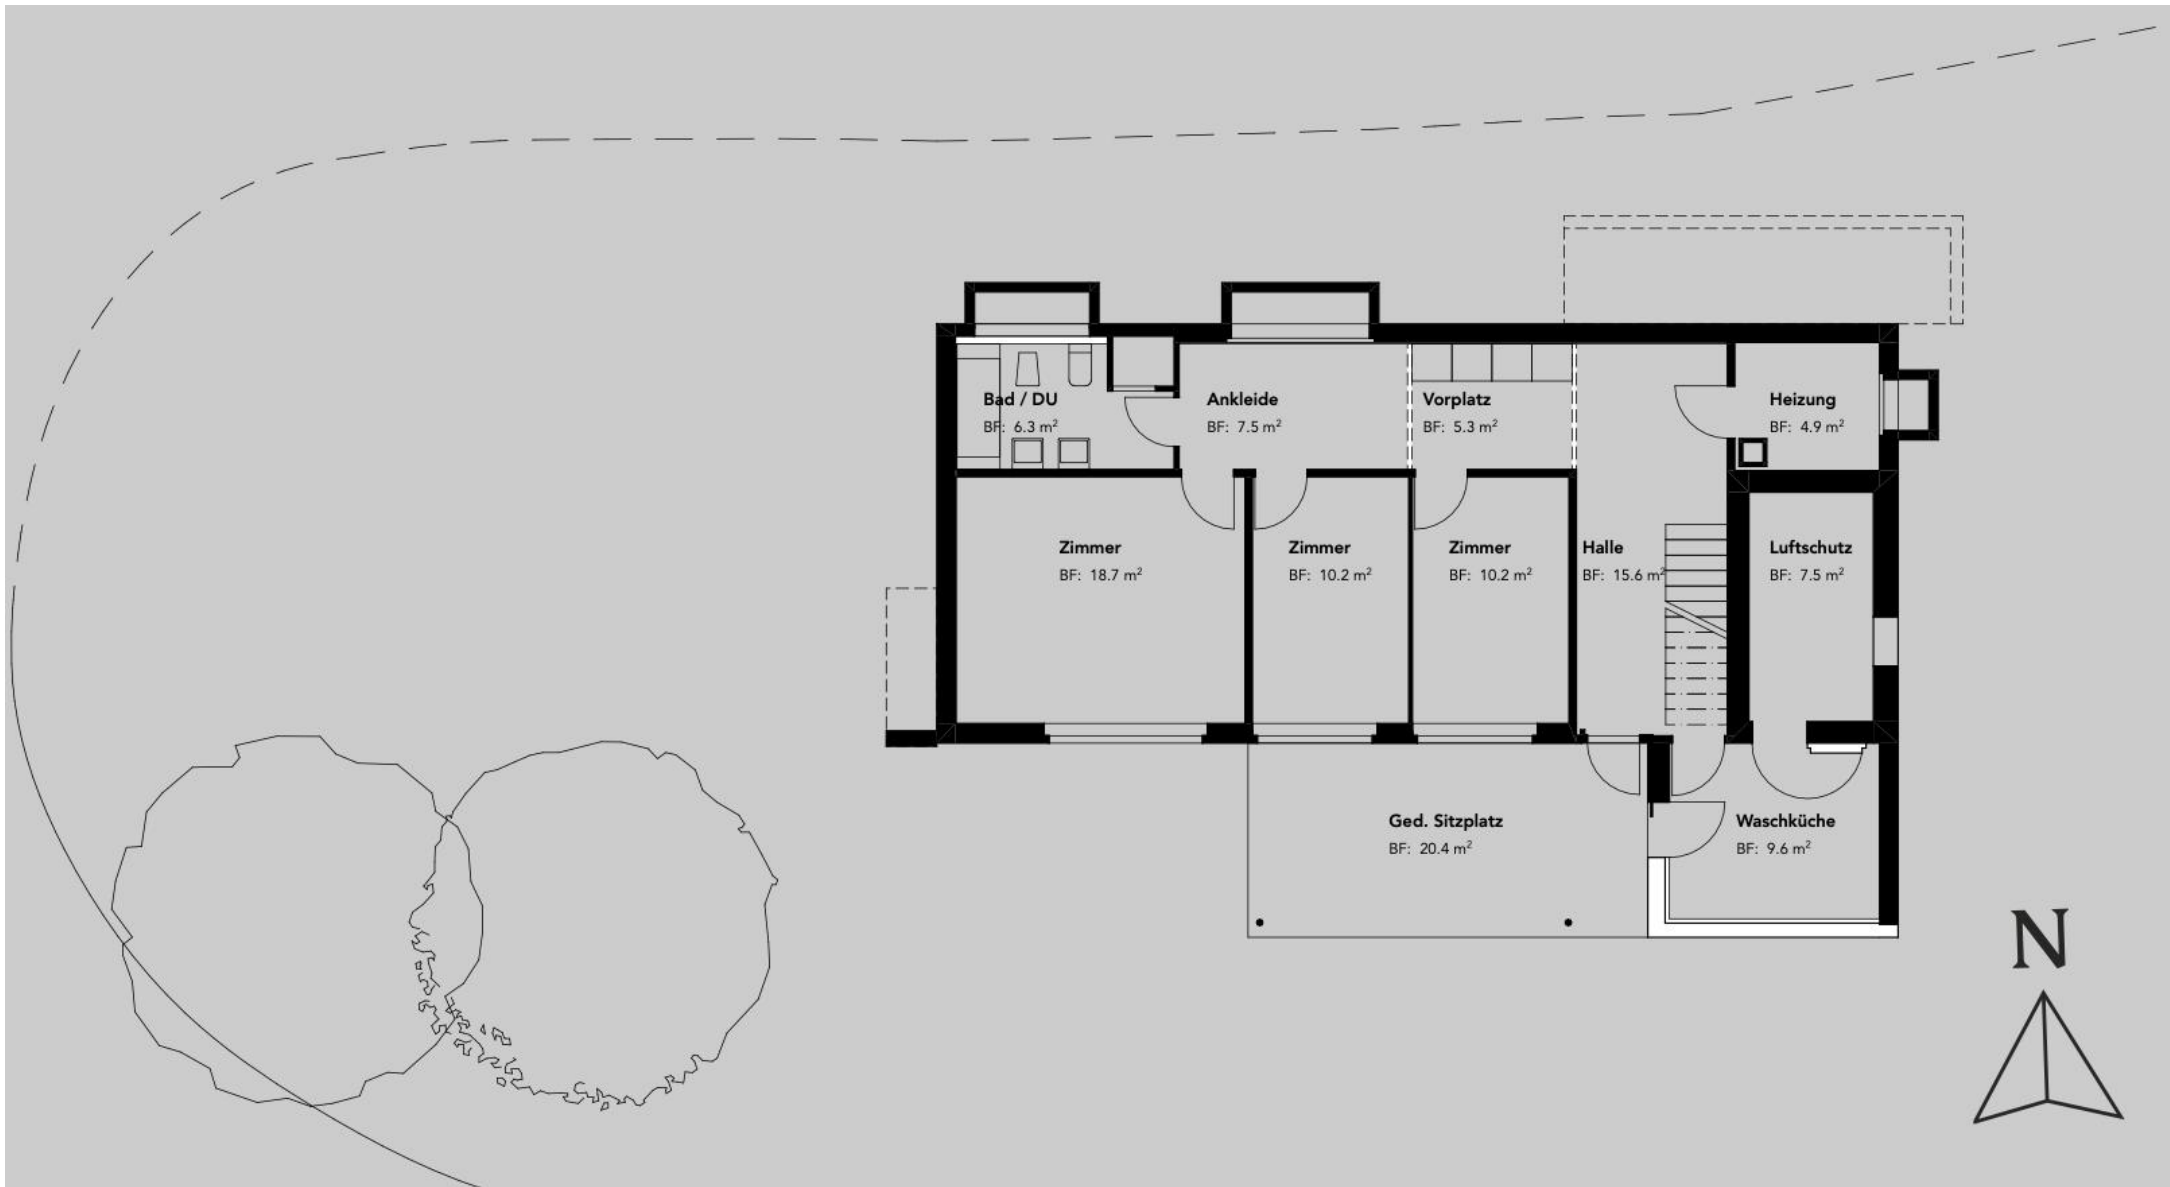 Bad / DU
BF: 6.3 m²
Ankleide
BF: 7.5 m²
Vorplatz
BF: 5.3 m²
Heizung
BF: 4.9 m²
Zimmer
BF: 18.7 m²
Zimmer
BF: 10.2 m²
Zimmer
BF: 10.2 m²
Halle
BF: 15.6 m²
Luftschutz
BF: 7.5 m²
Ged. Sitzplatz
BF: 20.4 m²
Waschküche
BF: 9.6 m²
N